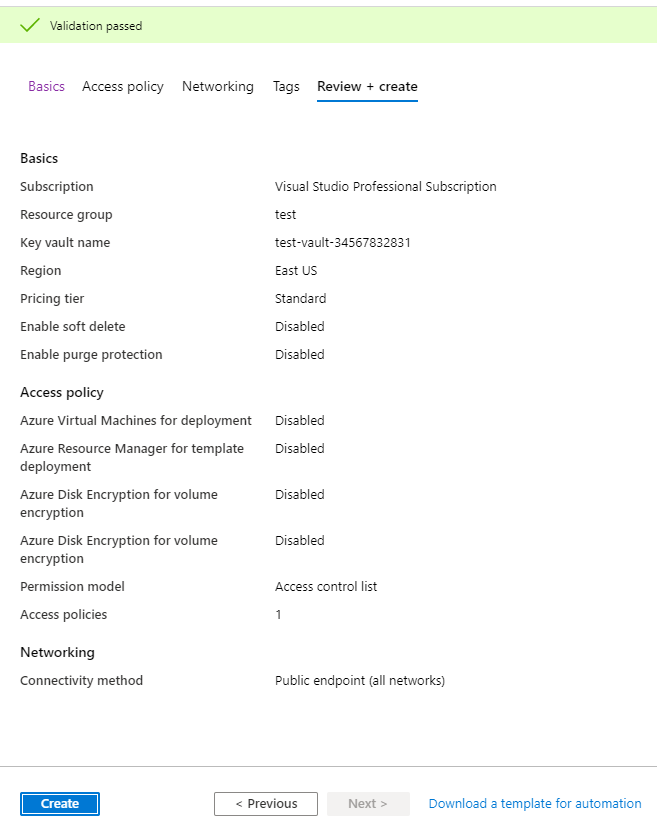 Validation passed
Basics Access policy Networking Tags Review + create
Basics
Subscription Visual Studio Professional Subscription
Resource group test
Key vault name test-vault-34567832831
Region East US
Pricing tier Standard
Enable soft delete Disabled
Enable purge protection Disabled
Access policy
Azure Virtual Machines for deployment Disabled
Azure Resource Manager for template Disabled
deployment
Azure Disk Encryption for volume Disabled
encryption
Azure Disk Encryption for volume Disabled
encryption
Permission model Access control list
Access policies 1
Networking
Connectivity method Public endpoint (all networks)
Create < Previous Next > Download a template for automation